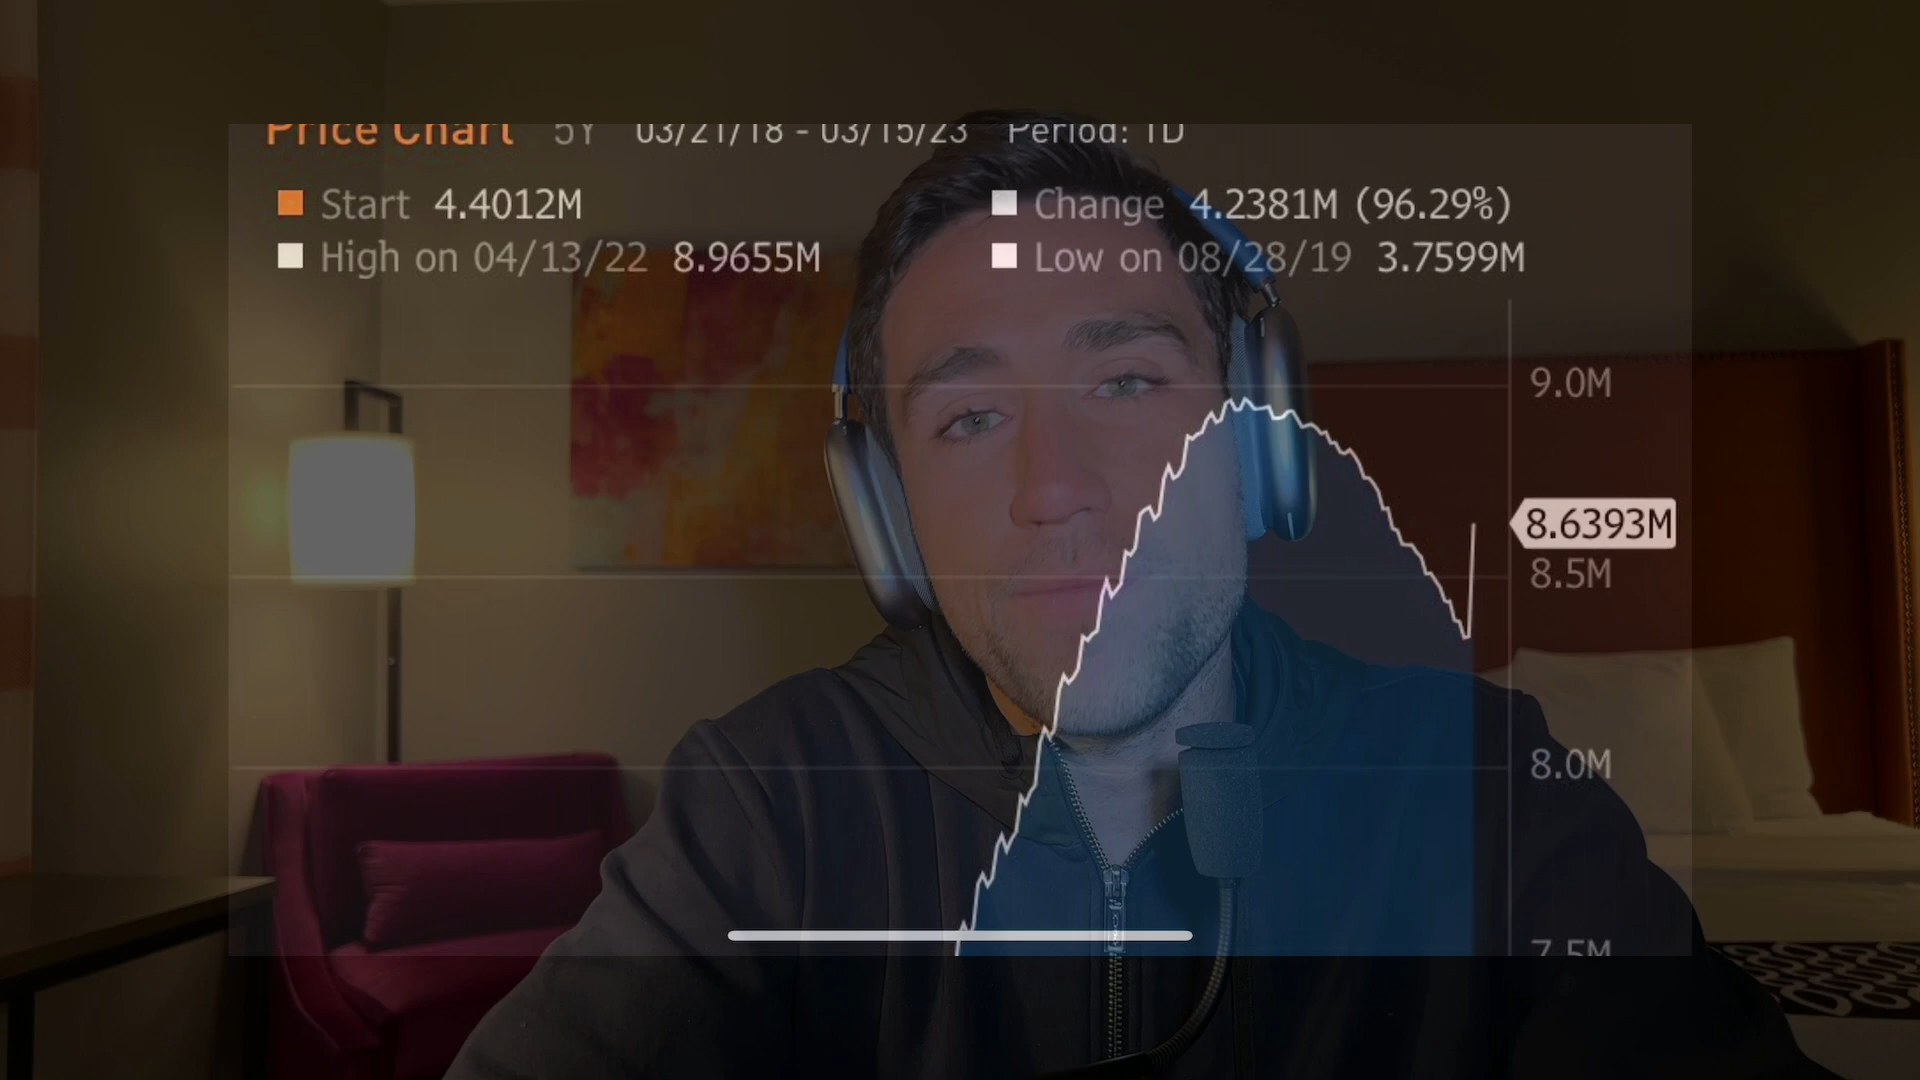 Price Chart 5Y 03/21/18 - 03/15/23 Period: 1D
Start 4.4012M
Change 4.2381M (96.29%)
High on 04/13/22 8.9655M
Low on 08/28/19 3.7599M
9.0M
8.6393M
8.5M
8.0M
7.5M